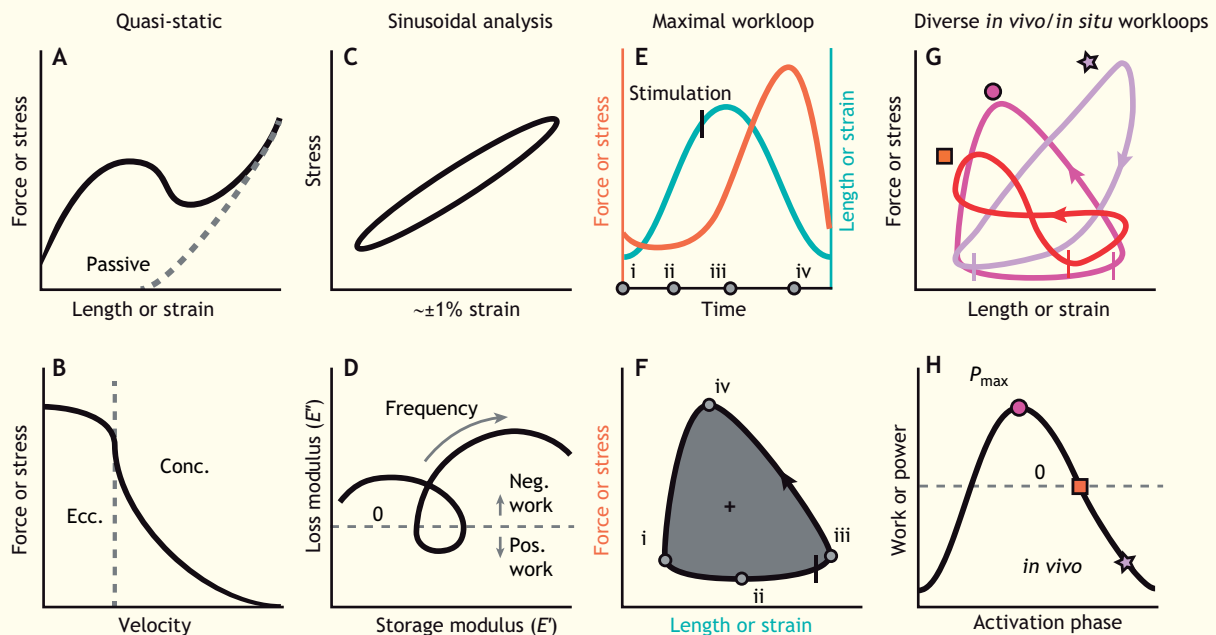 Quasi-static
Sinusoidal analysis
Maximal workloop
Diverse in vivo/in situ workloops
A
Force or stress
Passive
Length or strain
C
Stress
~±1% strain
E
Force or stress
Stimulation
Length or strain
i
ii
iii
iv
Time
G
Force or stress
Length or strain
B
Force or stress
Ecc.
Conc.
Velocity
D
Loss modulus (E″)
Frequency
0
Neg.
work
Pos.
work
Storage modulus (E′)
F
Force or stress
iv
+
i
iii
ii
Length or strain
H
Work or power
Pmax
0
in vivo
Activation phase